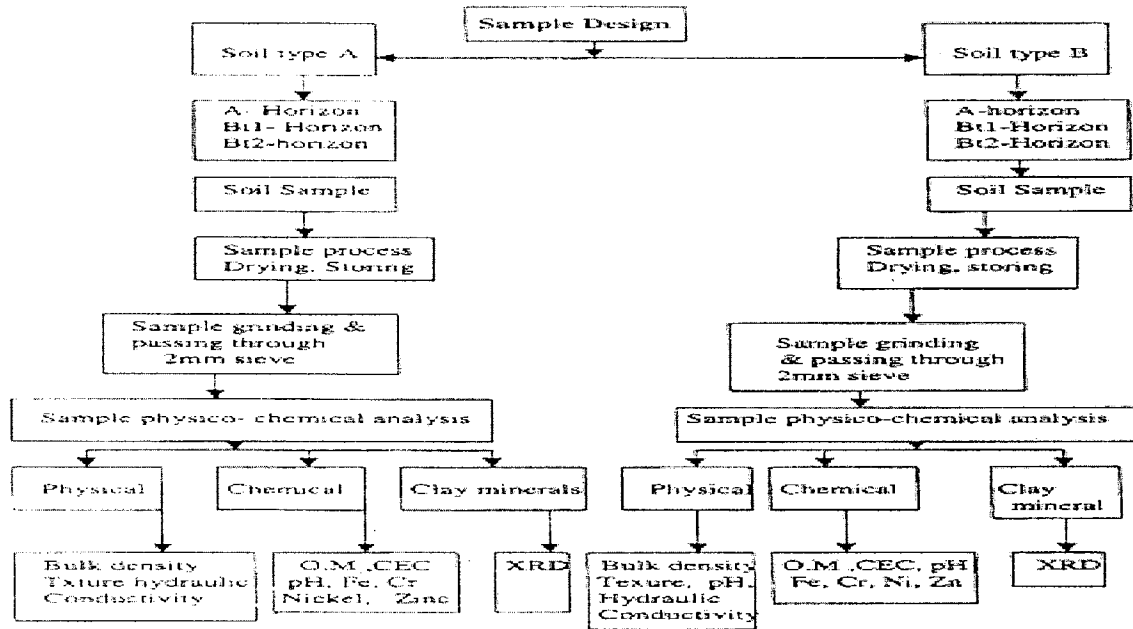 Sample Design
Soil type A
Soil type B
A- Horizon
Bt1- Horizon
Bt2-horizon
A-horizon
Bt1-Horizon
Bt2-Horizon
Soil Sample
Soil Sample
Sample process
Drying, Storing
Sample process
Drying, storing
Sample grinding &
passing through
2mm sieve
Sample grinding
& passing through
2mm sieve
Sample physico- chemical analysis
Sample physico-chemical analysis
Physical
Chemical
Clay minerals
Physical
Chemical
Clay
mineral
Bulk density
Txture hydraulic
Conductivity
O.M ,CEC
pH, Fe, Cr
Nickel, Zinc
XRD
Bulk density
Texure, pH,
Hydraulic
Conductivity
O.M ,CEC, pH
Fe, Cr, Ni, Zn
XRD